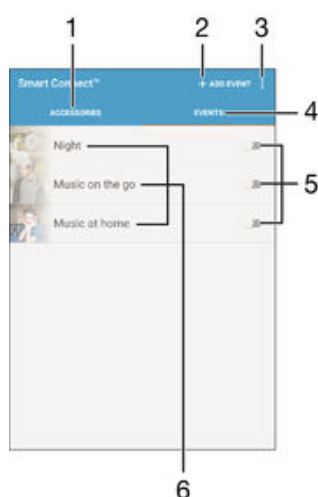 1 2 3
Smart Connect™ + ADD EVENT
ACCESSORIES EVENTS 4
Night
Music on the go 5
Music at home
6